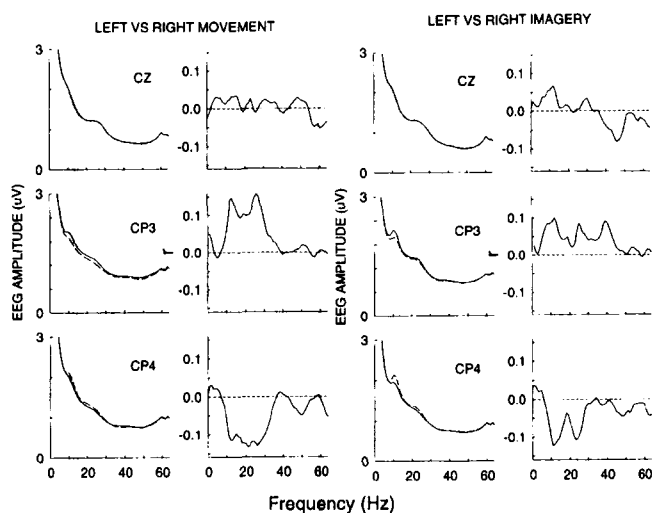 LEFT VS RIGHT MOVEMENT
LEFT VS RIGHT IMAGERY
3
CZ
0
0.1
0.0
-0.1
3
CZ
0
0.1
0.0
-0.1
EEG AMPLITUDE (uV)
3
CP3
0
r
0.1
0.0
-0.1
EEG AMPLITUDE (uV)
3
CP3
0
r
0.1
0.0
-0.1
3
CP4
0
0.1
0.0
-0.1
3
CP4
0
0.1
0.0
-0.1
0 20 40 60
0 20 40 60
0 20 40 60
0 20 40 60
Frequency (Hz)